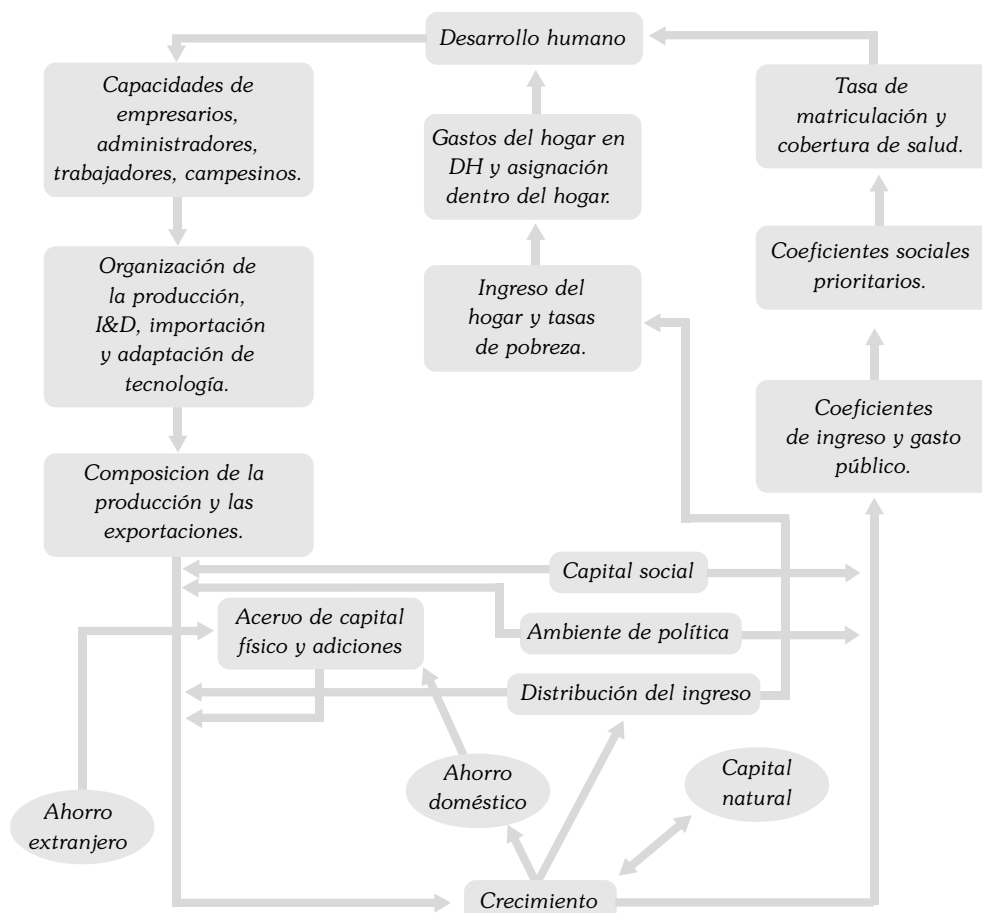 Desarrollo humano
Capacidades de
empresarios,
administradores,
trabajadores, campesinos.
Gastos del hogar en
DH y asignación
dentro del hogar.
Tasa de
matriculación y
cobertura de salud.
Organización de
la producción,
I&D, importación
y adaptación de
tecnología.
Ingreso del
hogar y tasas
de pobreza.
Coeficientes sociales
prioritarios.
Coeficientes
de ingreso y gasto
público.
Composicion de la
producción y las
exportaciones.
Capital social
Acervo de capital
físico y adiciones
Ambiente de política
Distribución del ingreso
Ahorro
doméstico
Capital
natural
Ahorro
extranjero
Crecimiento